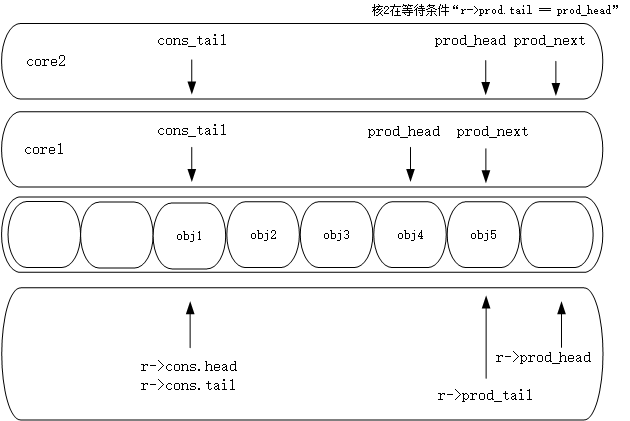 核2在等待条件“r->prod.tail == prod_head”
cons_tail prod_head prod_next
core2
cons_tail prod_head prod_next
core1
obj1 obj2 obj3 obj4 obj5
r->prod_head
r->cons.head
r->cons.tail
r->prod_tail